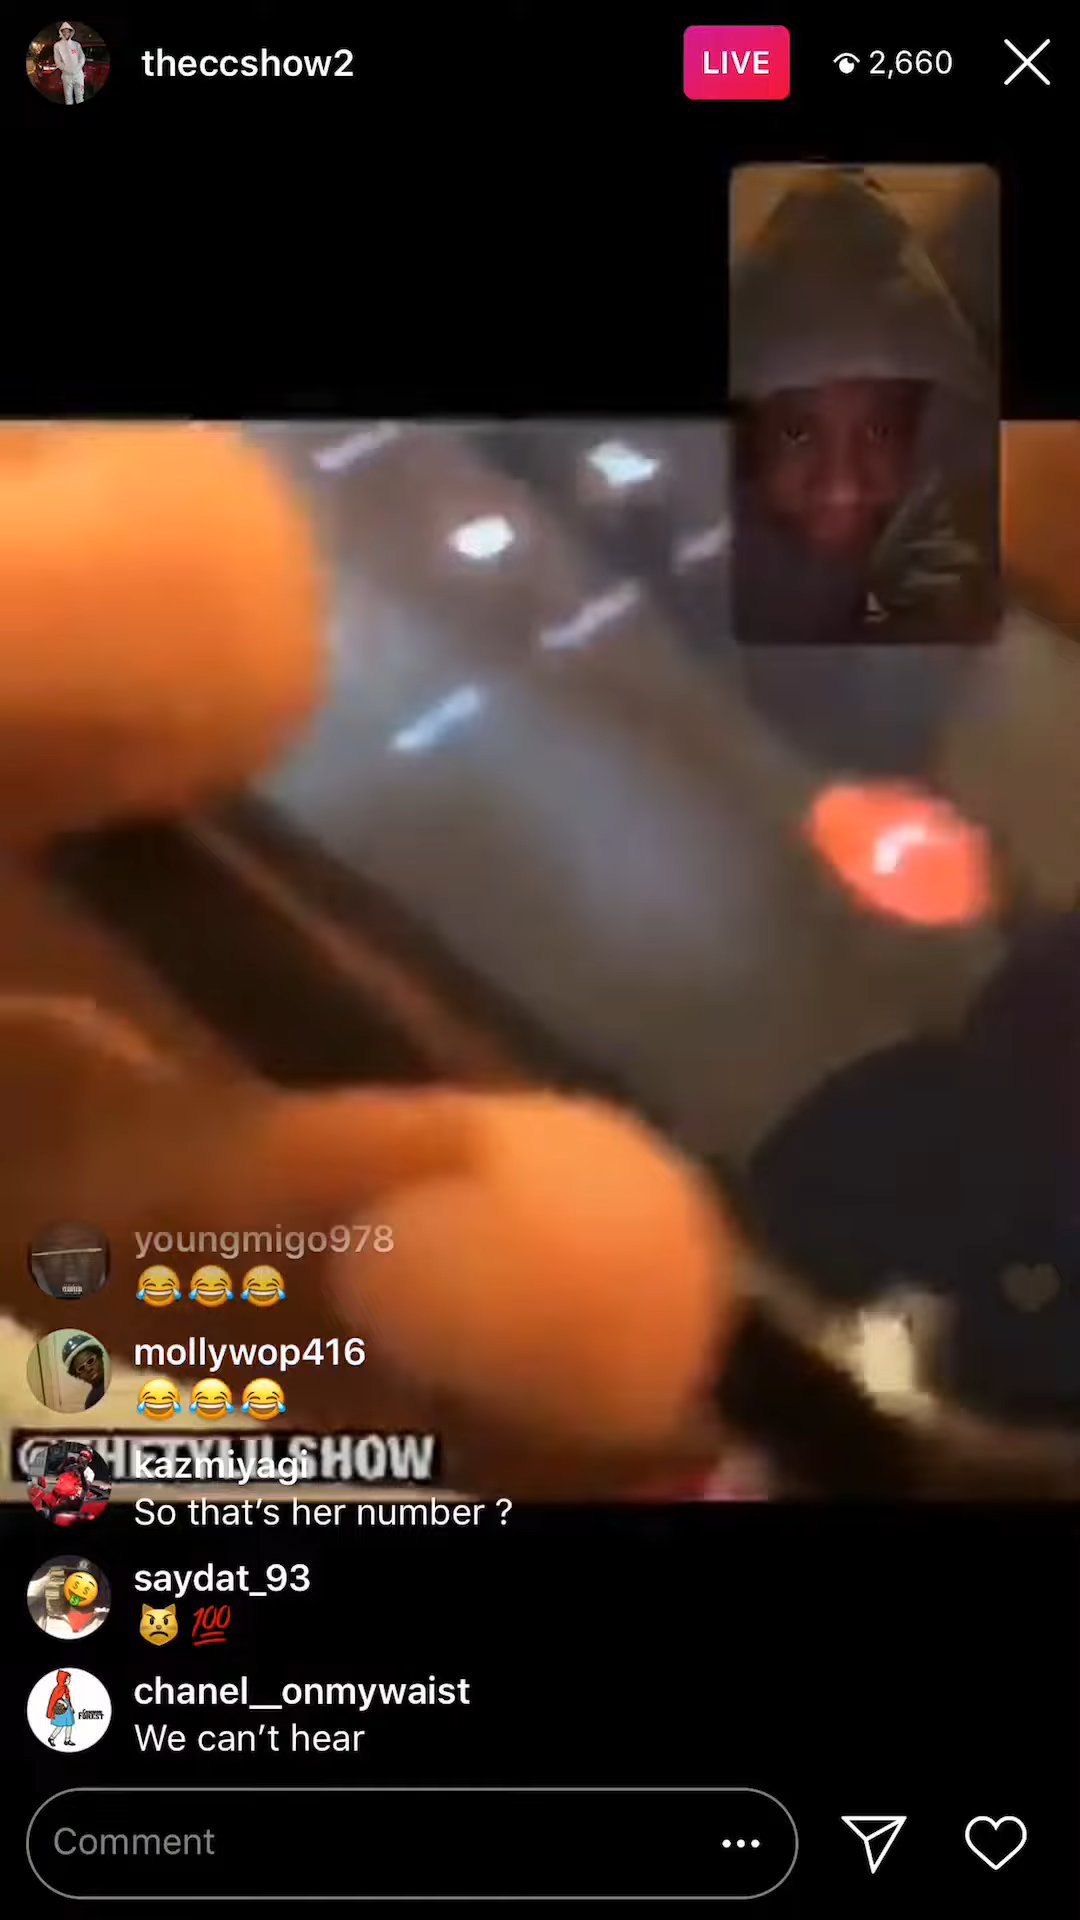 theccshow2
LIVE
2,660
youngmigo978
😂😂😂
mollywop416
😂😂😂
kazmiyagi
So that's her number ?
saydat_93
😾 💯
chanel__onmywaist
We can't hear
Comment